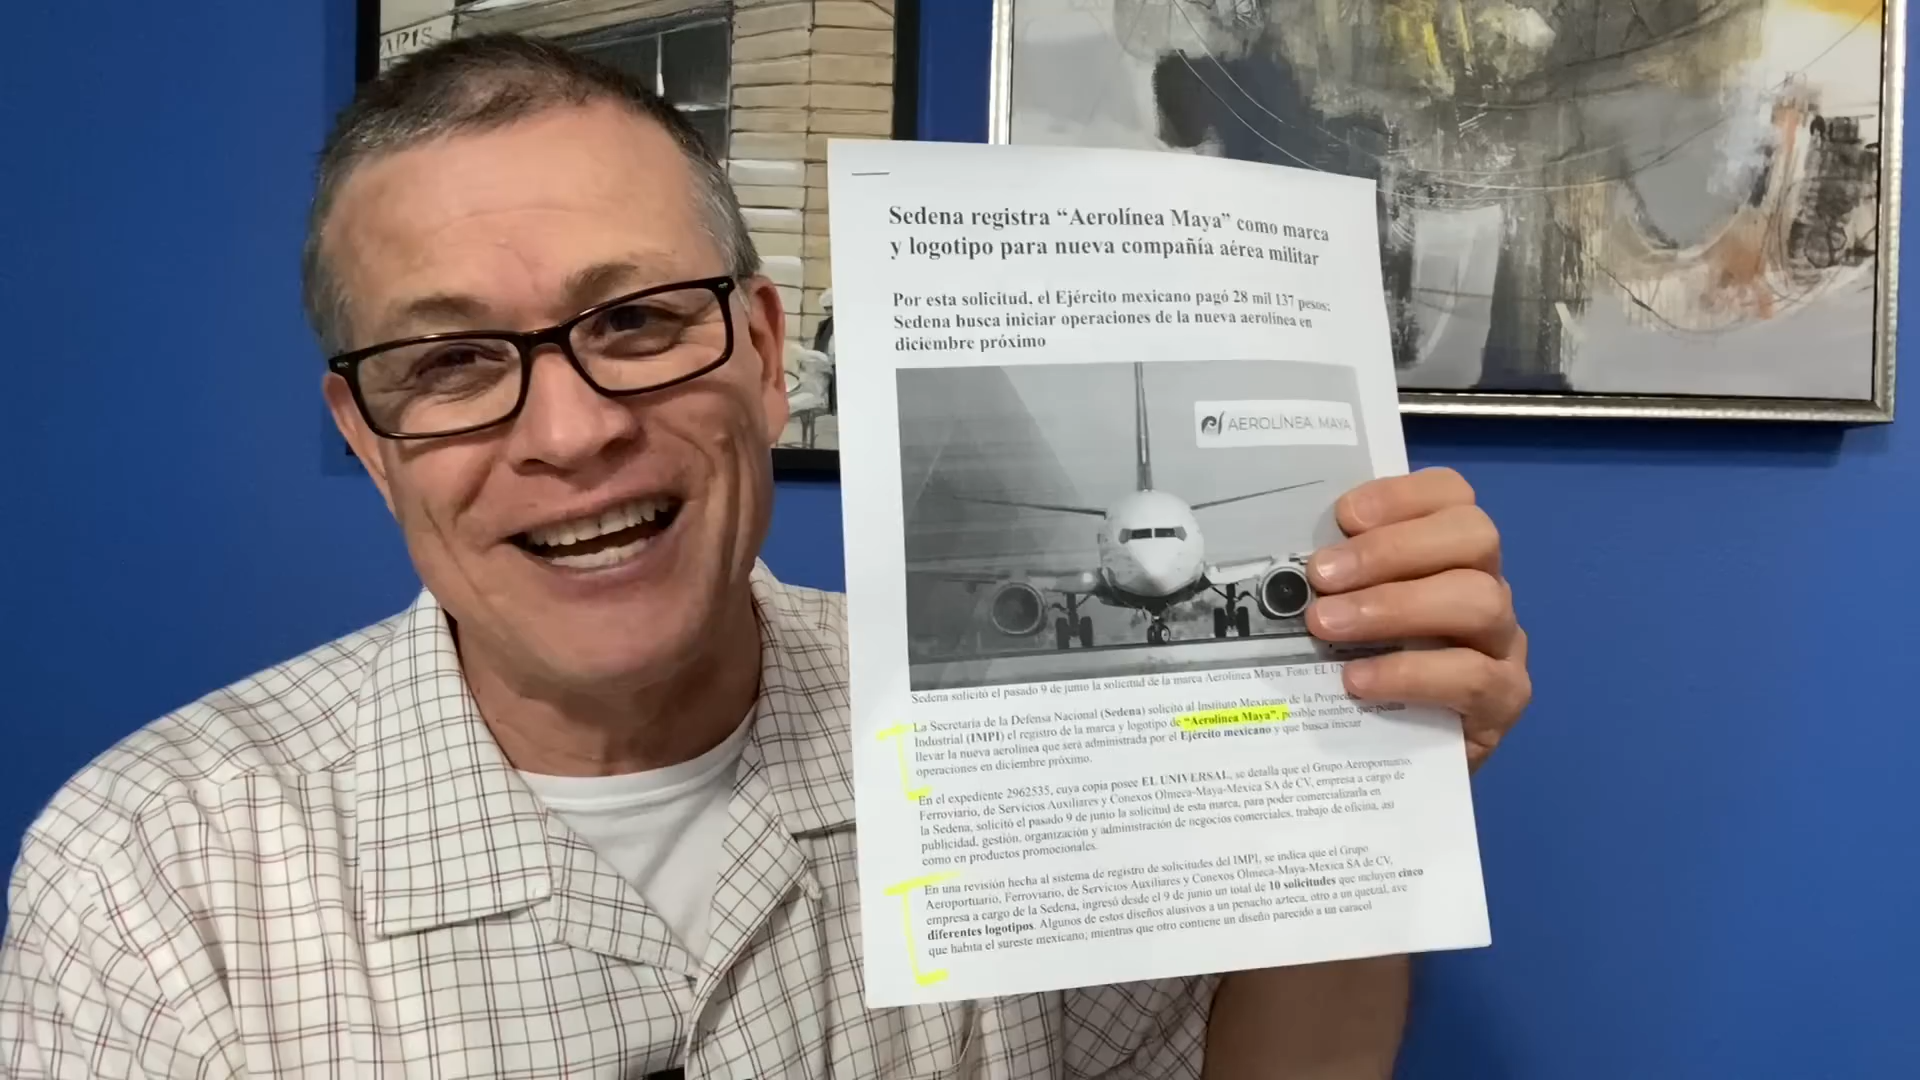 APIS
Sedena registra “Aerolínea Maya” como marca
y logotipo para nueva compañía aérea militar
Por esta solicitud, el Ejército mexicano pagó 28 mil 137 pesos;
Sedena busca iniciar operaciones de la nueva aerolínea en
diciembre próximo
AEROLÍNEA MAYA
Sedena solicitó el pasado 9 de junio la solicitud de la marca Aerolínea Maya. Foto: EL
La Secretaría de la Defensa Nacional (Sedena) solicitó al Instituto Mexicano de la
Industrial (IMPI) el registro de la marca y logotipo de “Aerolínea Maya”, posible nombre que podría
llevar la nueva aerolínea que será administrada por el Ejército mexicano y que busca iniciar
operaciones en diciembre próximo.
En el expediente 2962535, cuya copia posee EL UNIVERSAL, se detalla que el Grupo Aeroportuario,
Ferroviario, de Servicios Auxiliares y Conexos Olmeca-Maya-Mexica SA de CV, empresa a cargo de
la Sedena, solicitó el pasado 9 de junio la solicitud de esta marca, para poder comercializarla en
publicidad, gestión, organización y administración de negocios comerciales, trabajo de oficina, así
como en productos promocionales.
En una revisión hecha al sistema de registro de solicitudes del IMPI, se indica que el Grupo
Aeroportuario, Ferroviario, de Servicios Auxiliares y Conexos Olmeca-Maya-Mexica SA de CV,
empresa a cargo de la Sedena, ingresó desde el 9 de junio un total de 10 solicitudes que incluyen cinco
diferentes logotipos. Algunos de estos diseños alusivos a un penacho azteca, otro a un quetzal, ave
que habita el sureste mexicano; mientras que otro contiene un diseño parecido a un caracol